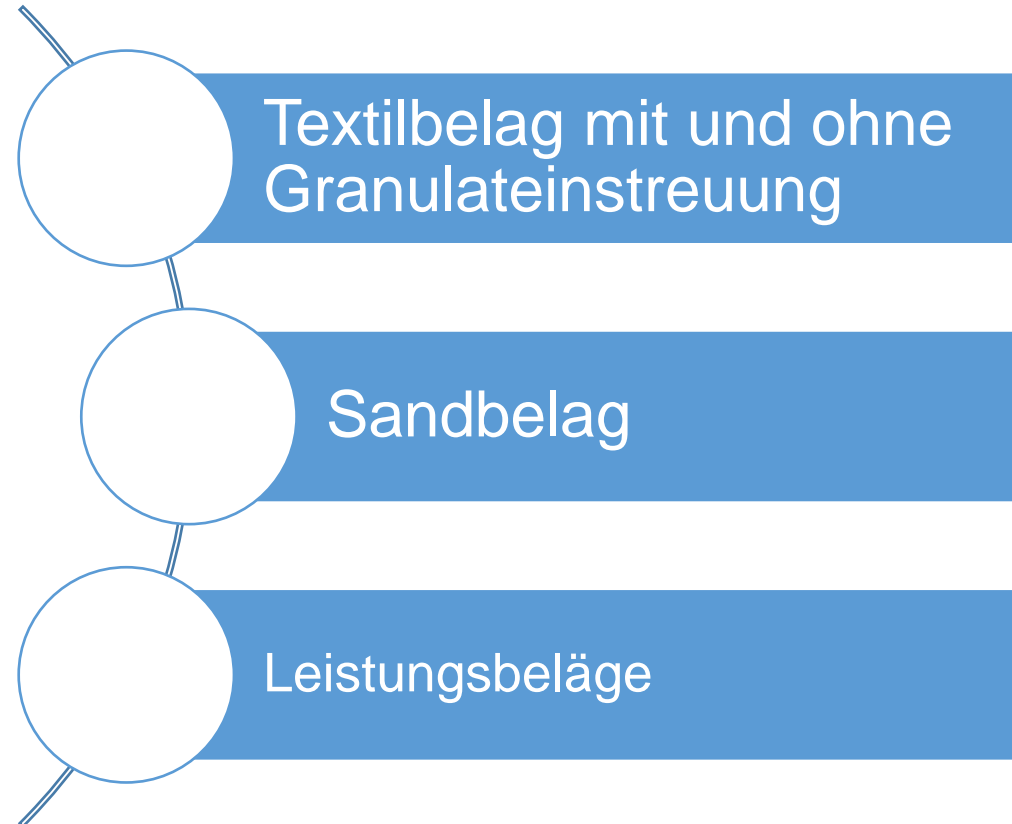 Textilbelag mit und ohne
Granulateinstreuung
Sandbelag
Leistungsbeläge